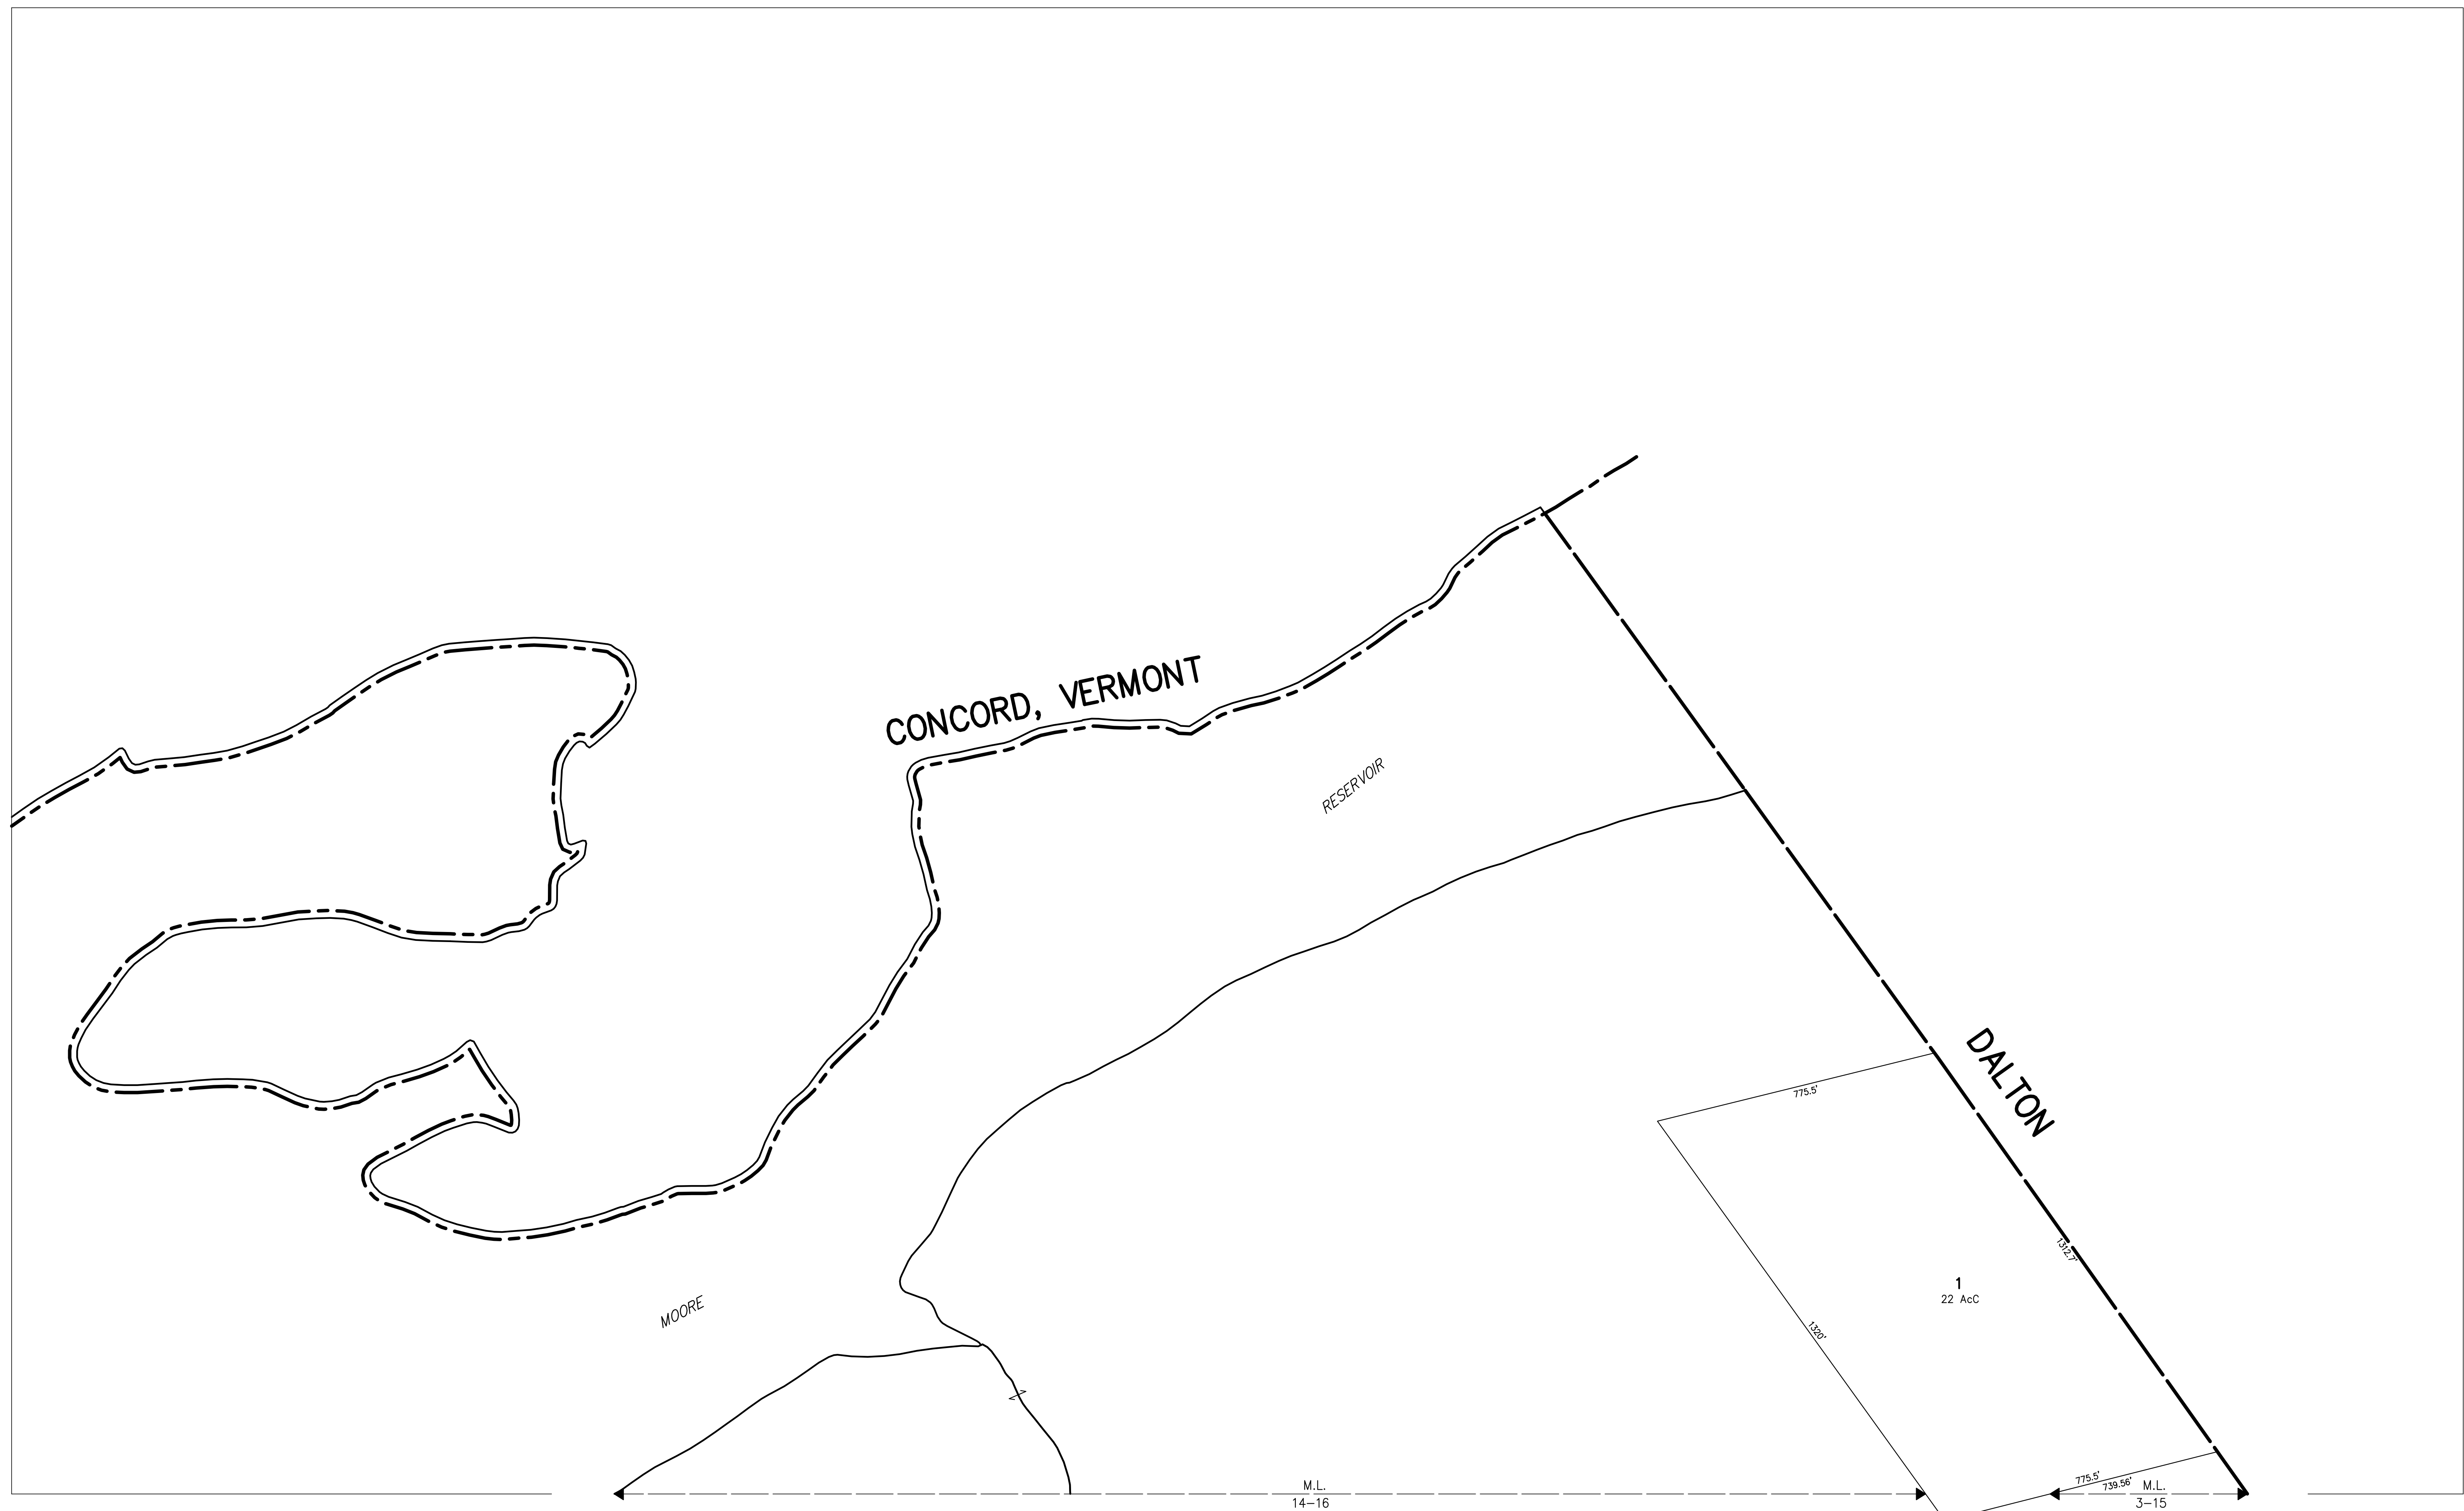 CONCORD, VERMONT
RESERVOIR
DALTON
775.5'
1312.7'
1
22 AcC
MOORE
1320'
775.5'
739.56'
M.L.
14-16
M.L.
3-15